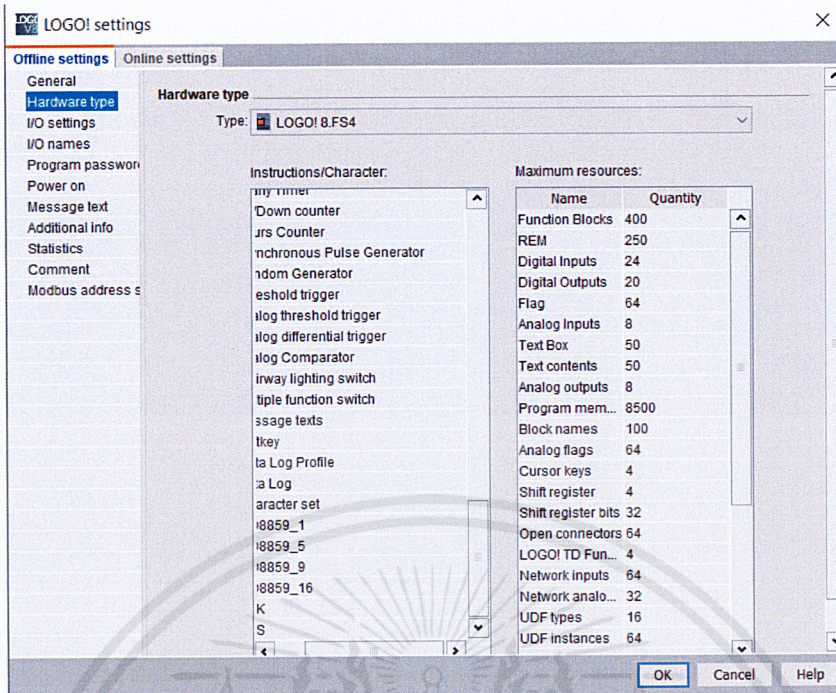 LOGO! settings
Offline settings
Online settings
General
Hardware type
I/O settings
I/O names
Program passwor
Power on
Message text
Additional info
Statistics
Comment
Modbus address s
Hardware type
Type: LOGO! 8.FS4
Instructions/Character:
Timer
/Down counter
urs Counter
nchronous Pulse Generator
ndom Generator
eshold trigger
alog threshold trigger
alog differential trigger
alog Comparator
irway lighting switch
tiple function switch
ssage texts
tkey
ta Log Profile
a Log
aracter set
8859_1
8859_5
8859_9
8859_16
K
S
Maximum resources:
Name Quantity
Function Blocks 400
REM 250
Digital Inputs 24
Digital Outputs 20
Flag 64
Analog Inputs 8
Text Box 50
Text contents 50
Analog outputs 8
Program mem... 8500
Block names 100
Analog flags 64
Cursor keys 4
Shift register 4
Shift register bits 32
Open connectors 64
LOGO! TD Fun... 4
Network inputs 64
Network analo... 32
UDF types 16
UDF instances 64
OK
Cancel
Help